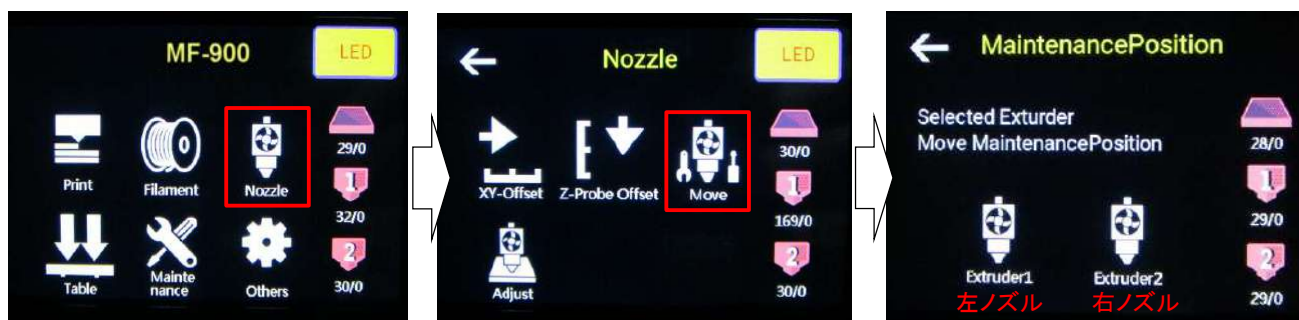 MF-900
LED
Print
Filament
Nozzle
29/0
1
32/0
Table
Mainte
nance
Others
2
30/0
Nozzle
LED
XY-Offset
Z-Probe Offset
Move
30/0
1
169/0
Adjust
2
30/0
MaintenancePosition
Selected Exturder
Move MaintenancePosition
28/0
1
29/0
Extruder1
Extruder2
左ノズル
右ノズル
2
29/0